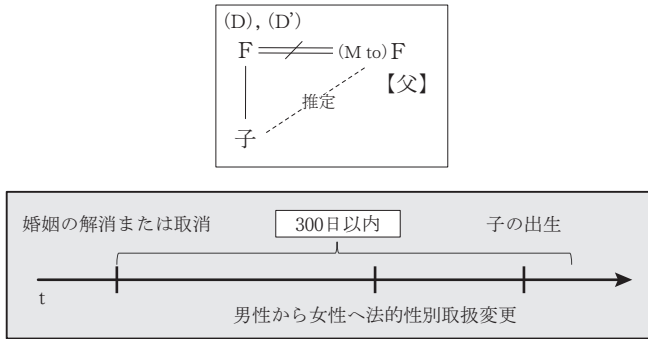 (D), (D’)
F (M to) F
【父】
推定
子
婚姻の解消または取消 300日以内 子の出生
t
男性から女性へ法的性別取扱変更